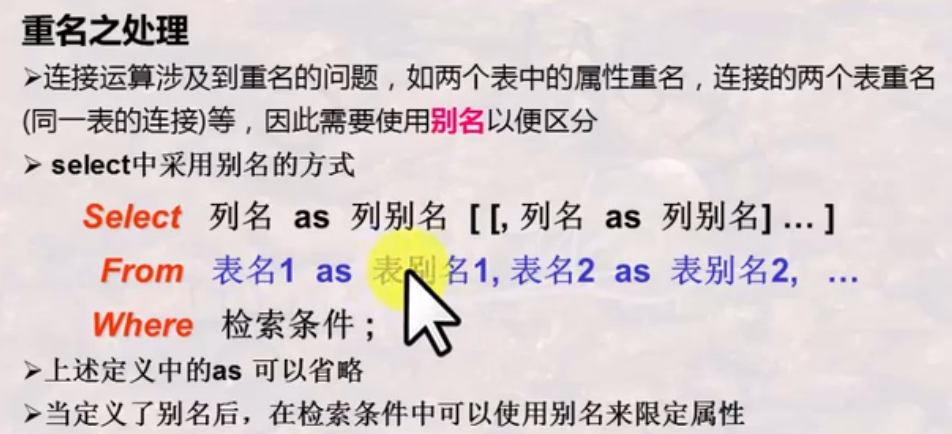 重名之处理
➢连接运算涉及到重名的问题，如两个表中的属性重名，连接的两个表重名
(同一表的连接)等，因此需要使用别名以便区分
➢ select中采用别名的方式
Select 列名 as 列别名 [ [, 列名 as 列别名] … ]
From 表名1 as 表别名1, 表名2 as 表别名2, …
Where 检索条件 ;
➢上述定义中的as 可以省略
➢当定义了别名后，在检索条件中可以使用别名来限定属性